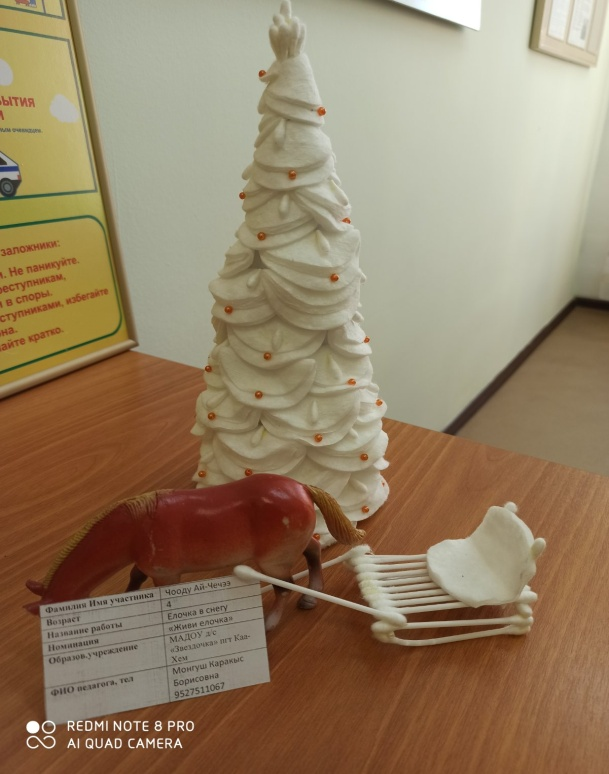 ЫТИЯ
заложники:
Не паникуйте.
реступникам,
в споры.
ступниками, избегайте
айте кратко.
Фамилия Имя участника Чооду Ай-Чечээ
Возраст 4
Название работы Ёлочка в снегу
Номинация «Живи елочка»
Образов.учреждение МАДОУ д/с
«Звездочка» пгт Каа-
Хем
ФИО педагога, тел Монгуш Каракыс
Борисовна
9527511067
REDMI NOTE 8 PRO
AI QUAD CAMERA